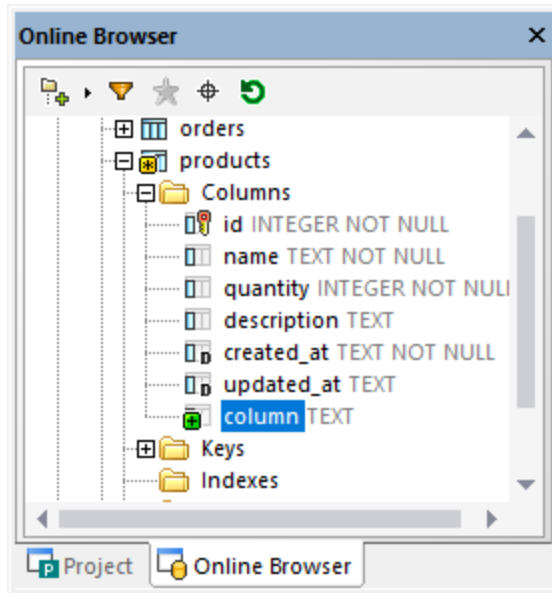 Online Browser
orders
products
Columns
id INTEGER NOT NULL
name TEXT NOT NULL
quantity INTEGER NOT NUL
description TEXT
created_at TEXT NOT NULL
updated_at TEXT
column TEXT
Keys
Indexes
Project Online Browser